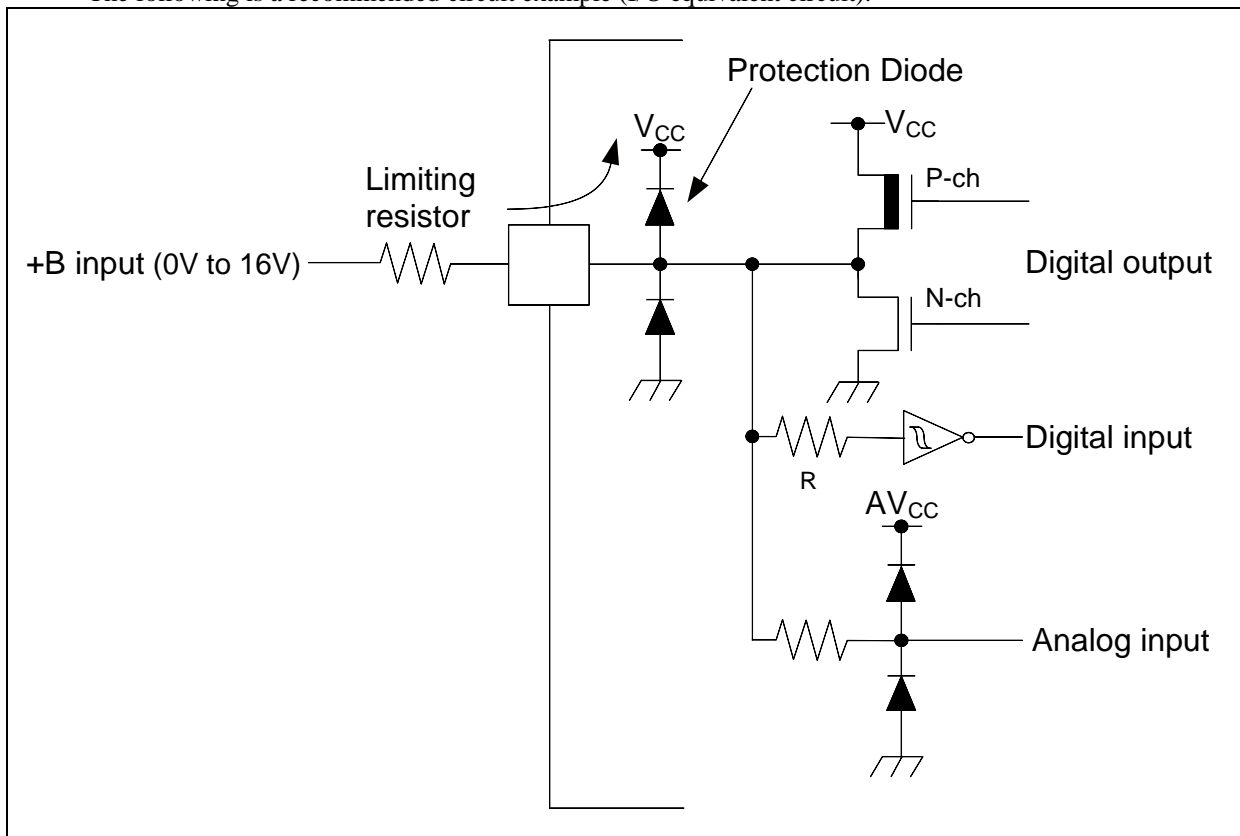 The following is a recommended circuit example (I/O equivalent circuit).
Protection Diode
VCC
VCC
Limiting
resistor
P-ch
+B input (0V to 16V)
Digital output
N-ch
Digital input
R
AVCC
Analog input